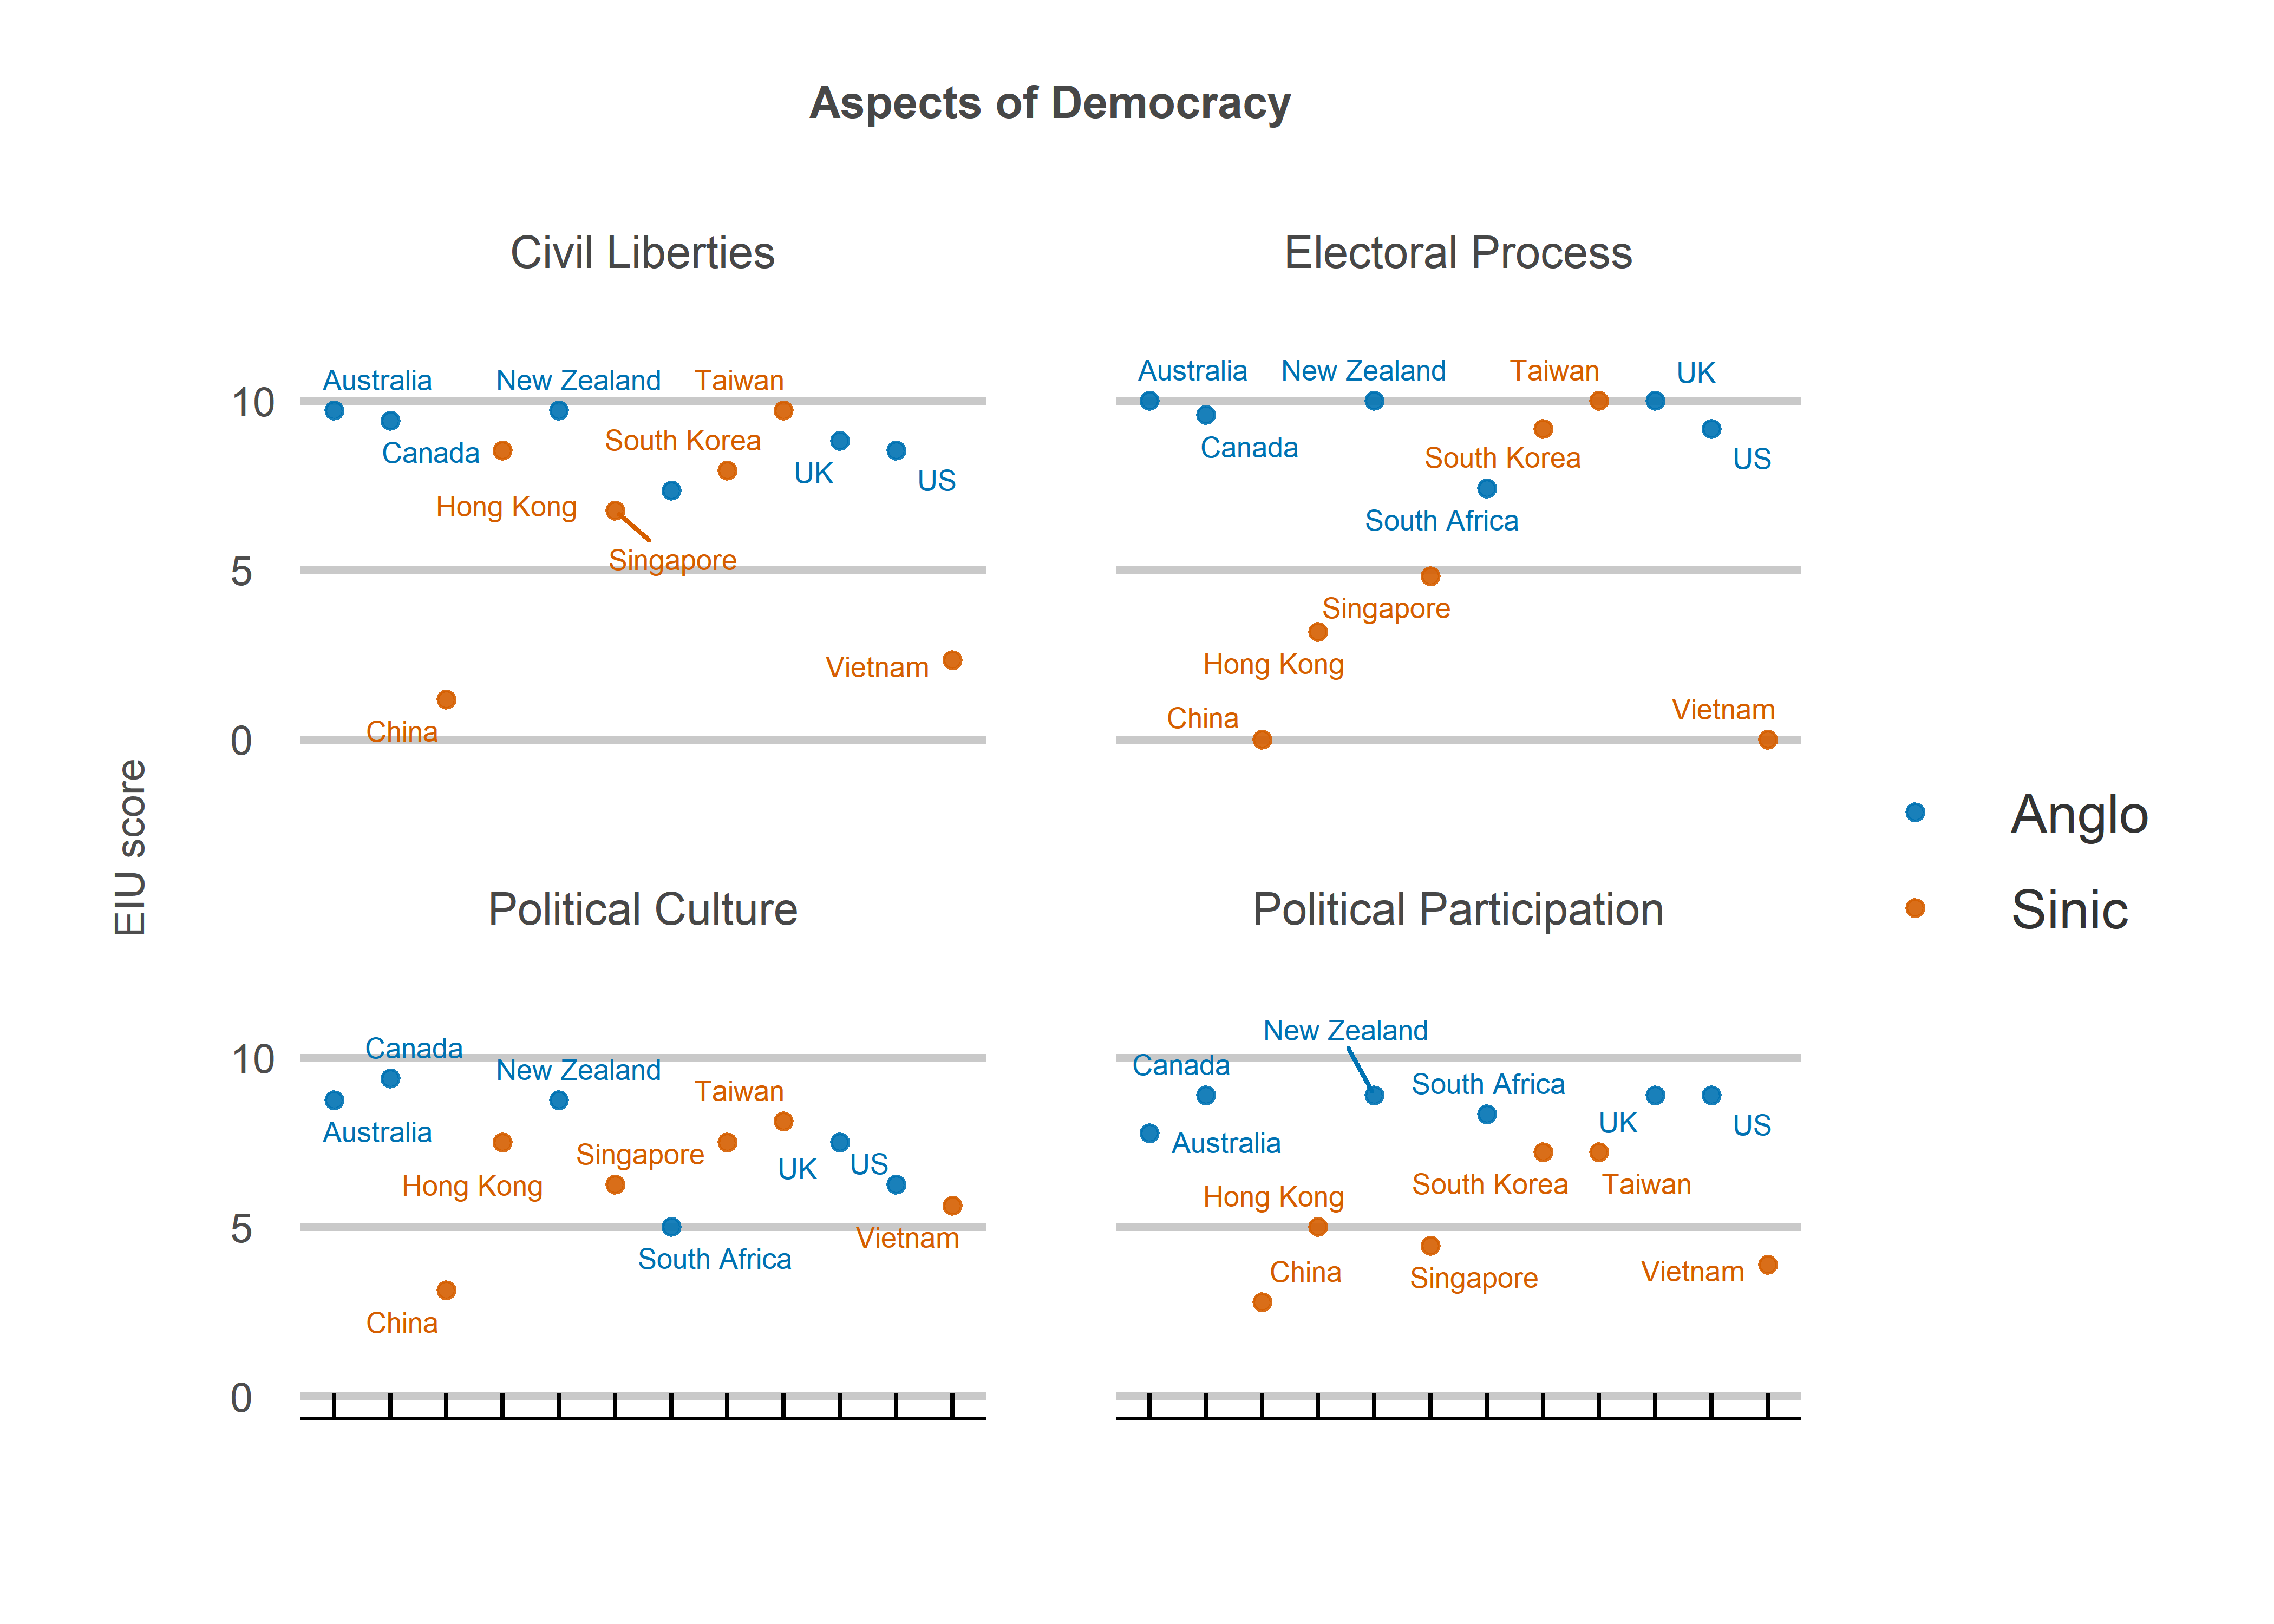 Aspects of Democracy
Civil Liberties
Electoral Process
Australia
New Zealand
Taiwan
10
Canada
South Korea
UK
US
Hong Kong
Singapore
5
Vietnam
China
0
Australia
New Zealand
Taiwan
UK
Canada
South Korea
US
South Africa
Singapore
Hong Kong
China
Vietnam
EIU score
Anglo
Sinic
Political Culture
Political Participation
Canada
10
New Zealand
Taiwan
Australia
Singapore
UK
US
Hong Kong
5
Vietnam
South Africa
China
0
New Zealand
Canada
South Africa
UK
US
Australia
South Korea
Taiwan
Hong Kong
China
Singapore
Vietnam